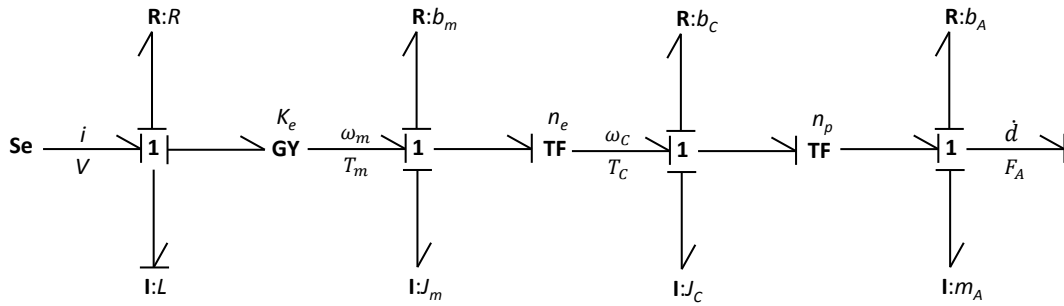 R:R R:b_m R:b_C R:b_A
K_e n_e n_p
i ω_m ω_C ḋ
Se 1 GY 1 TF 1 TF 1
V T_m T_C F_A
I:L I:J_m I:J_C I:m_A